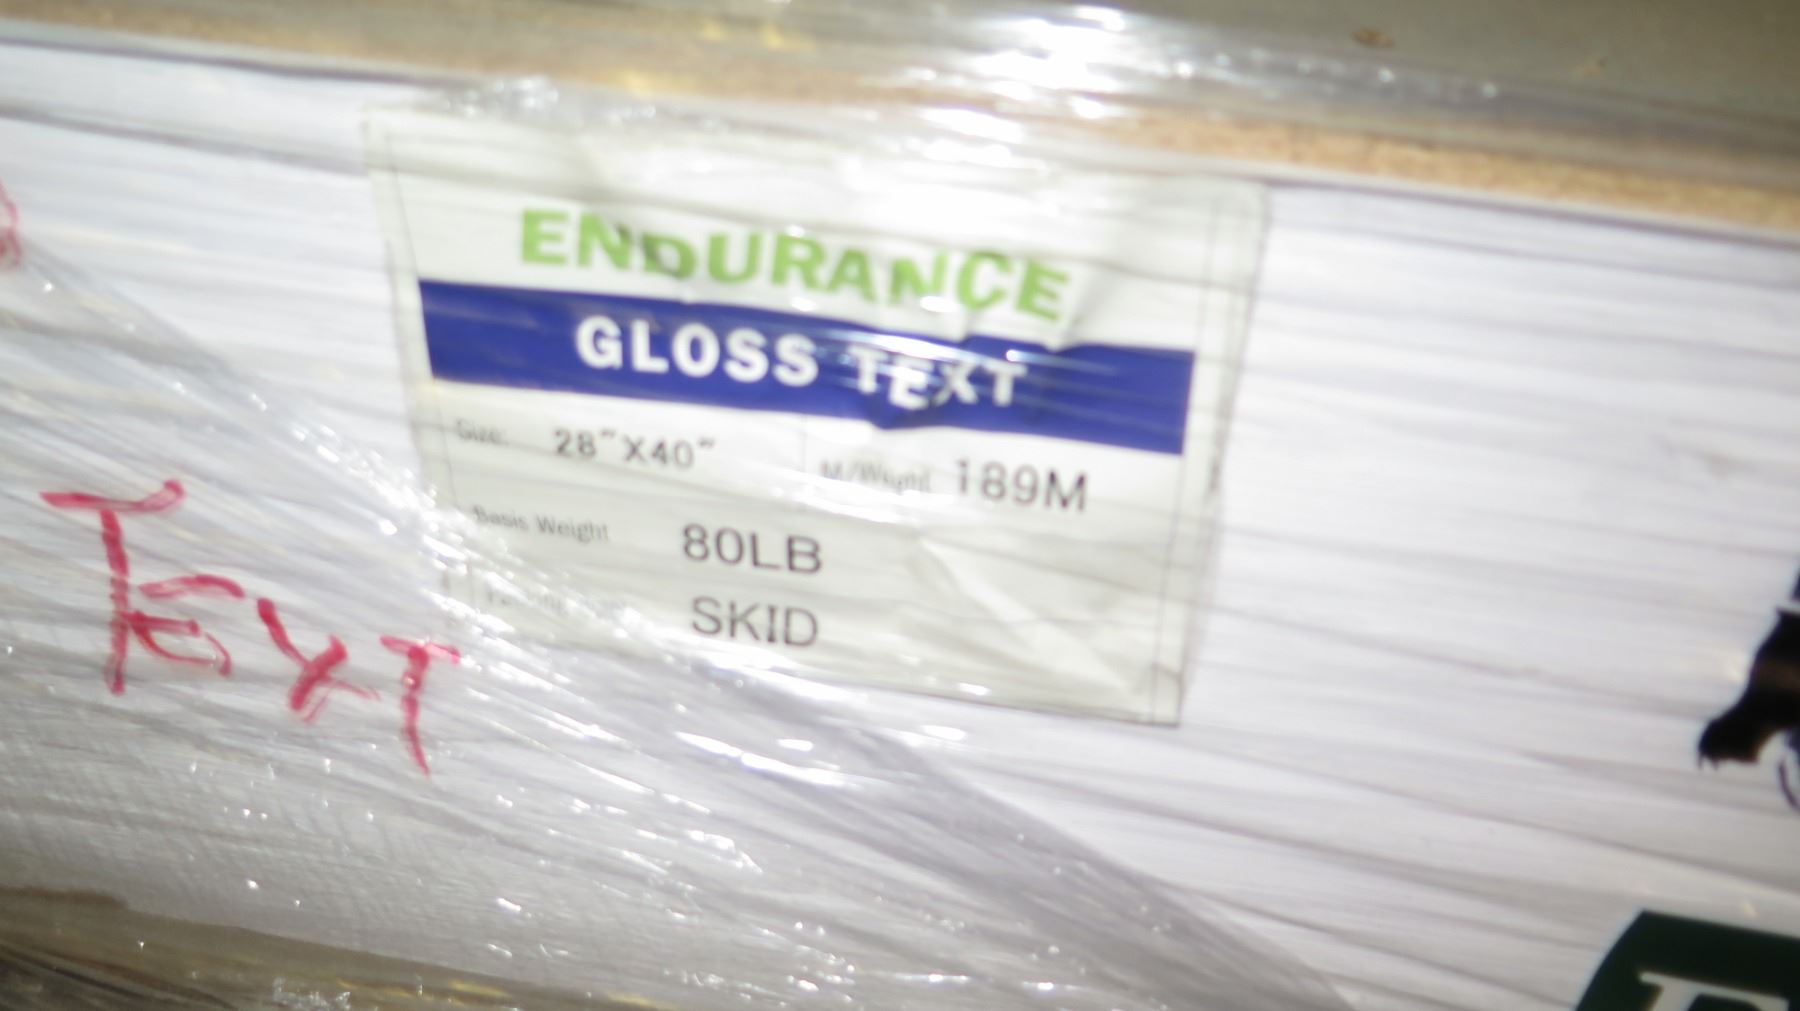 ENDURANCE
GLOSS TEXT
Size: 28"X40" M/Weight 189M
Basis Weight 80LB
SKID
TEXT